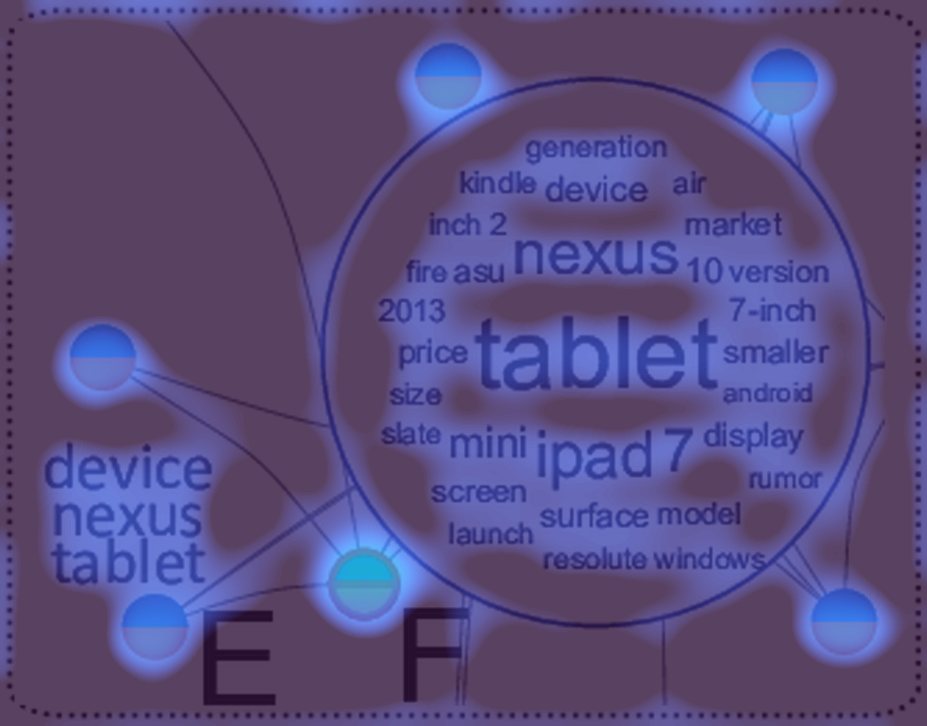 generation
kindle device air
inch 2 market
nexus
fire asu 10 version
2013 7-inch
price tablet smaller
size android
slate mini ipad 7 display
screen rumor
launch surface model
resolute windows
device
nexus
tablet
E F